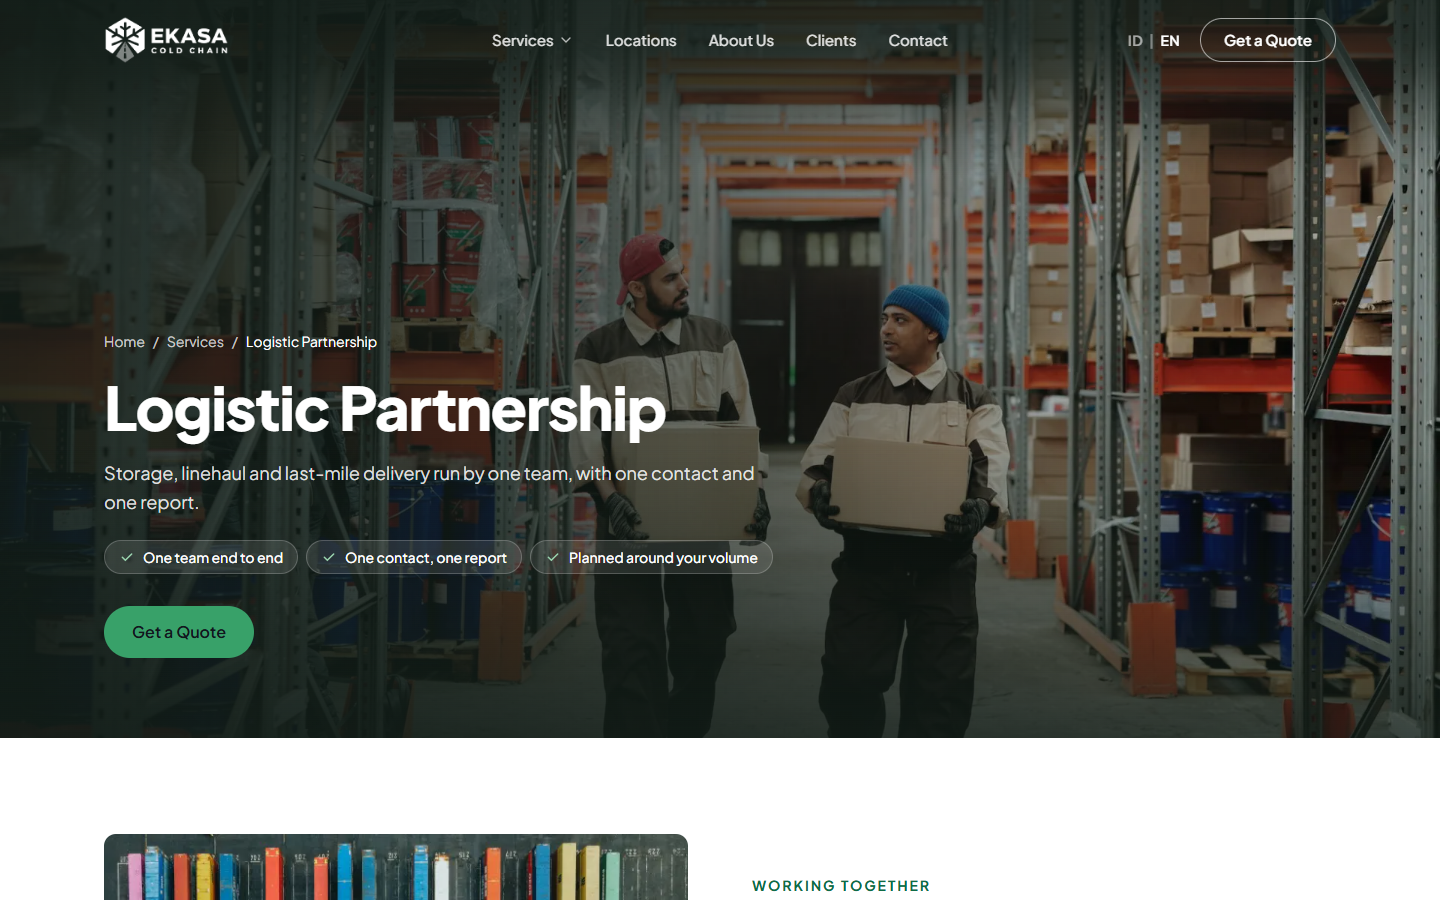 EKASA
COLD CHAIN
Services
Locations
About Us
Clients
Contact
ID | EN
Get a Quote
Home / Services / Logistic Partnership
Logistic Partnership
Storage, linehaul and last-mile delivery run by one team, with one contact and
one report.
One team end to end
One contact, one report
Planned around your volume
Get a Quote
WORKING TOGETHER